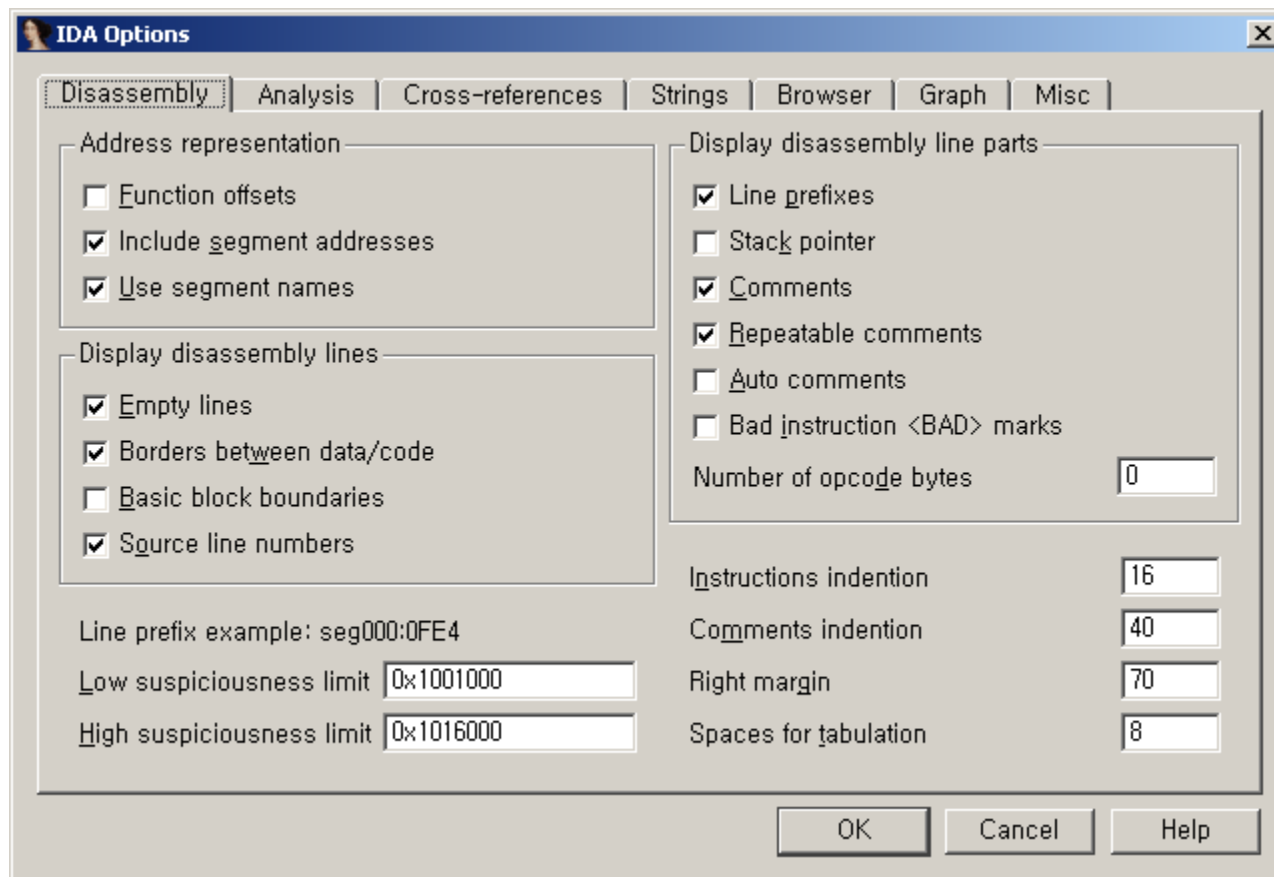 IDA Options
Disassembly Analysis Cross-references Strings Browser Graph Misc
Address representation
Function offsets
Include segment addresses
Use segment names
Display disassembly lines
Empty lines
Borders between data/code
Basic block boundaries
Source line numbers
Line prefix example: seg000:0FE4
Low suspiciousness limit 0x1001000
High suspiciousness limit 0x1016000
Display disassembly line parts
Line prefixes
Stack pointer
Comments
Repeatable comments
Auto comments
Bad instruction <BAD> marks
Number of opcode bytes 0
Instructions indention 16
Comments indention 40
Right margin 70
Spaces for tabulation 8
OK Cancel Help